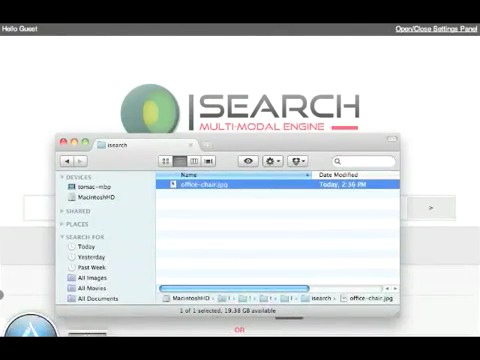 Hello Guest
Open/Close Settings Panel
ISEARCH
MULTI-MODAL ENGINE
isearch
Name
Date Modified
DEVICES
office-chair.jpg
Today, 2:36 PM
tomac-mbp
MacintoshHD
SHARED
PLACES
SEARCH FOR
Today
Yesterday
Past Week
All Images
All Movies
All Documents
MacintoshHD
isearch
office-chair.jpg
1 of 1 selected, 19.38 GB available
>
OR